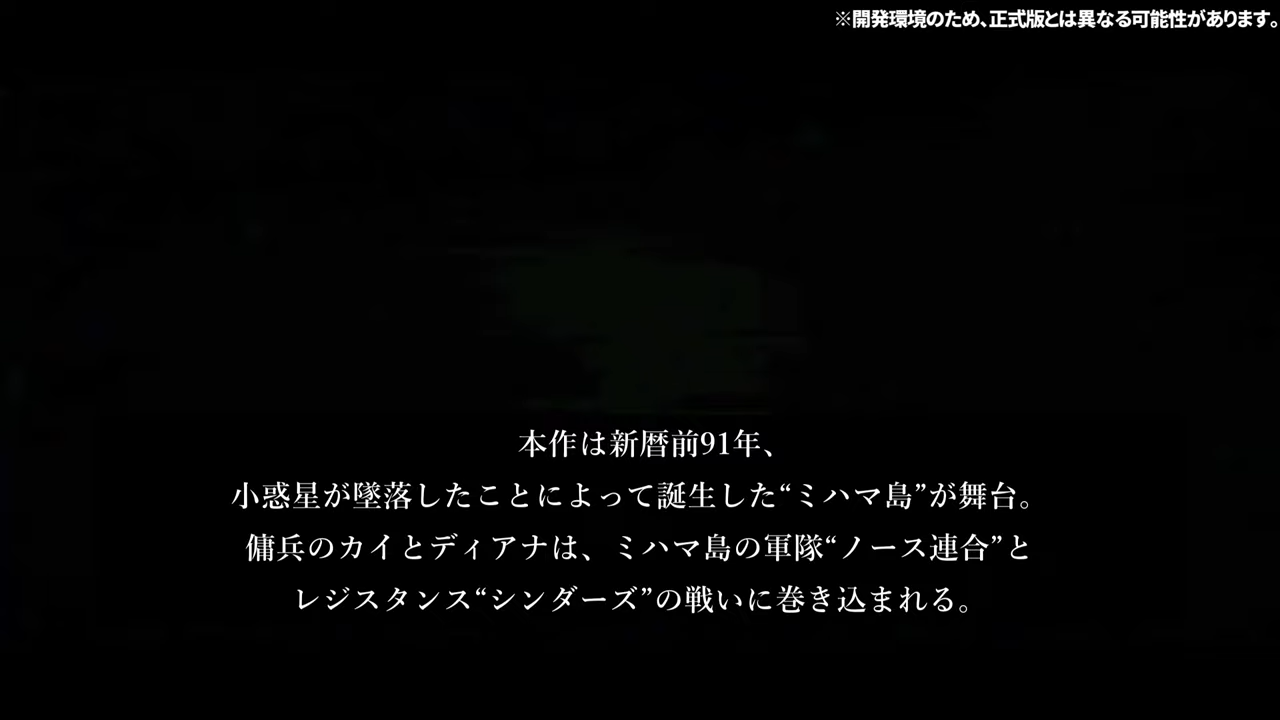 ※開発環境のため、正式版とは異なる可能性があります。
本作は新暦前91年、
小惑星が墜落したことによって誕生した“ミハマ島”が舞台。
傭兵のカイとディアナは、ミハマ島の軍隊“ノース連合”と
レジスタンス“シンダーズ”の戦いに巻き込まれる。